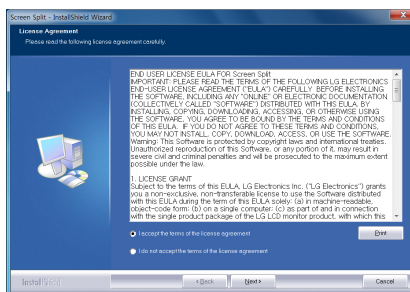 Screen Split - InstallShield Wizard
License Agreement
Please read the following license agreement carefully.
END USER LICENSE EULA FOR Screen Split
IMPORTANT: PLEASE READ THE TERMS OF THE FOLLOWING LG ELECTRONICS
END-USER LICENSE AGREEMENT ("EULA") CAREFULLY BEFORE INSTALLING
THE SOFTWARE, INCLUDING ANY "ONLINE" OR ELECTRONIC DOCUMENTATION
(COLLECTIVELY CALLED "SOFTWARE") DISTRIBUTED WITH THIS EULA. BY
INSTALLING, COPYING, DOWNLOADING, ACCESSING, OR OTHERWISE USING
THE SOFTWARE, YOU AGREE TO BE BOUND BY THE TERMS AND CONDITIONS
OF THIS EULA. IF YOU DO NOT AGREE TO THESE TERMS AND CONDITIONS,
YOU MAY NOT INSTALL, COPY, DOWNLOAD, ACCESS, OR USE THE SOFTWARE.
Warning: This Software is protected by copyright laws and international treaties.
Unauthorized reproduction of this Software, or any portion of it, may result in
severe civil and criminal penalties and will be prosecuted to the maximum extent
possible under the law.
1. LICENSE GRANT
Subject to the terms of this EULA, LG Electronics Inc. ("LG Electronics") grants
you a non-exclusive, non-transferable license to use the Software distributed
with this EULA during the term of this EULA solely: (a) in machine-readable,
object-code form; (b) on a single computer; (c) as part of and in connection
with the single product package of the LG LCD monitor product, with which this
I accept the terms of the license agreement
Print
I do not accept the terms of the license agreement
InstallShield
< Back
Next >
Cancel